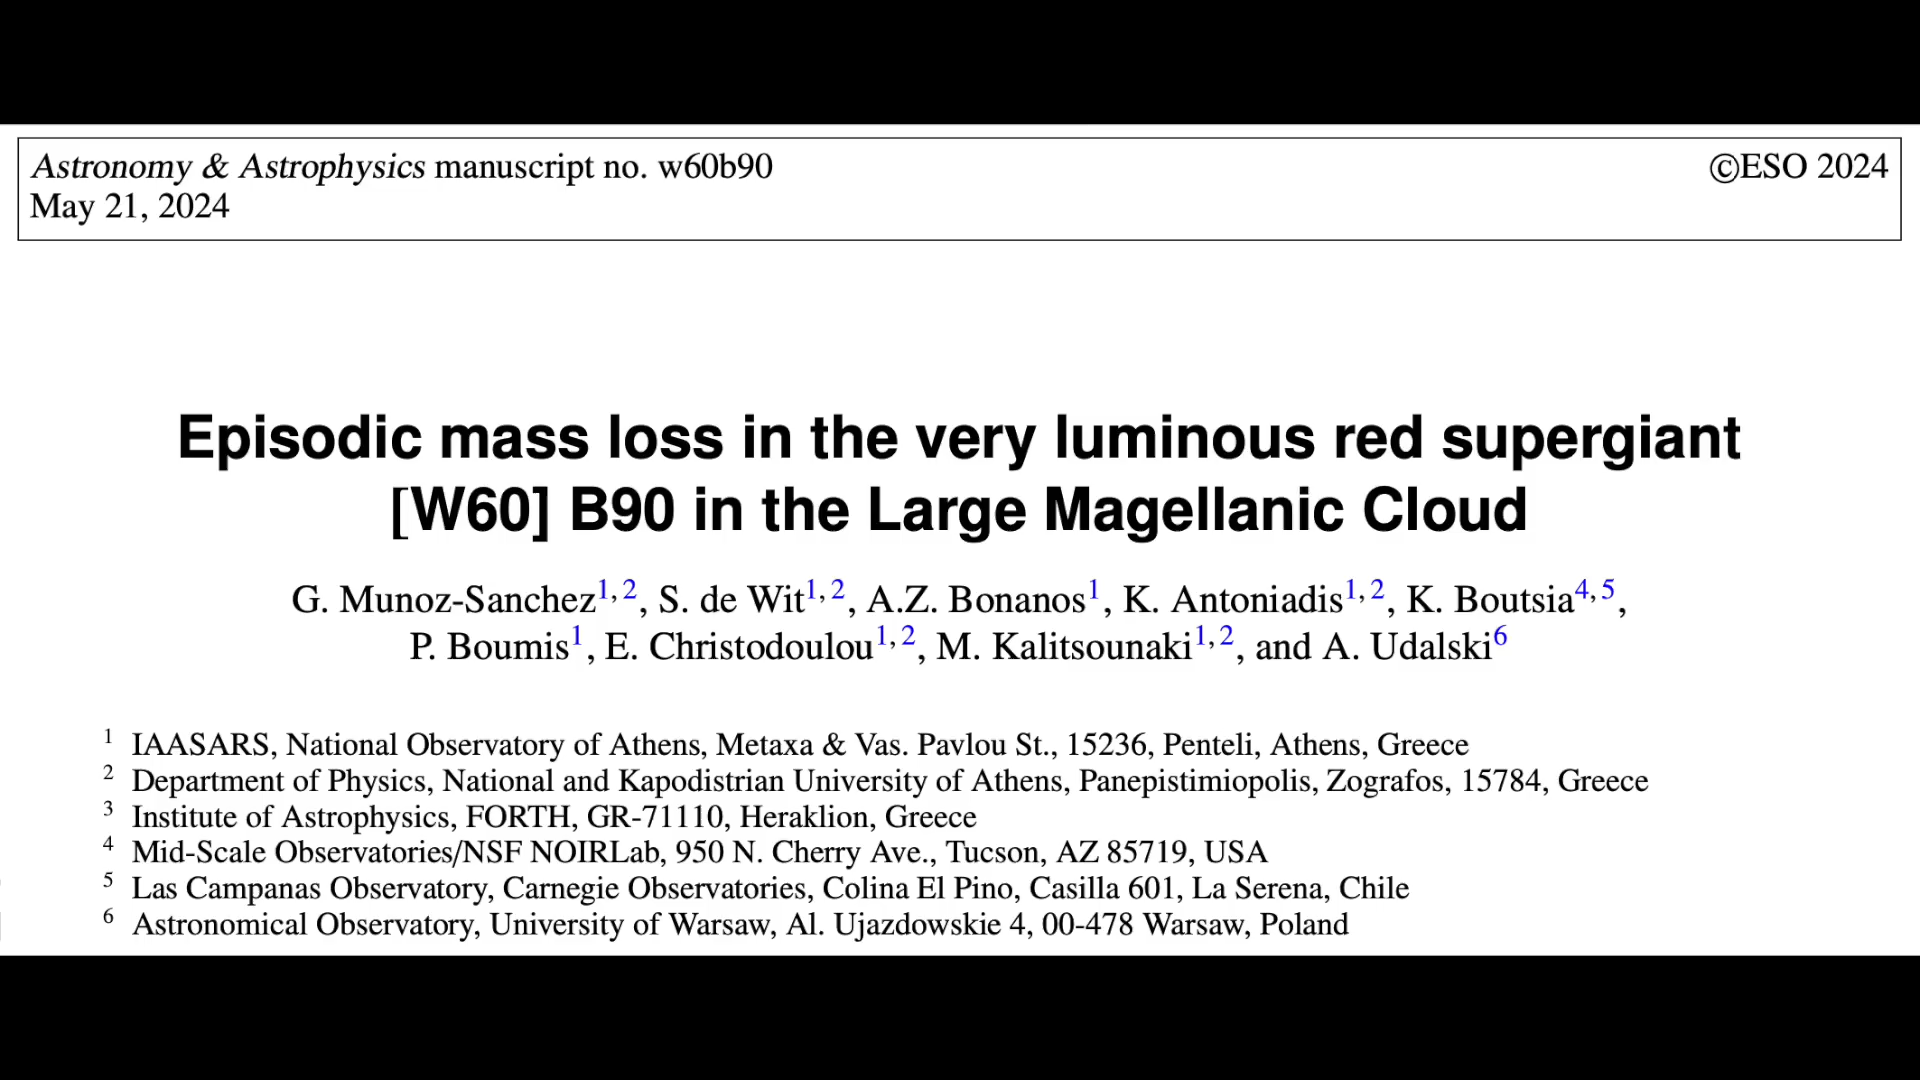 Astronomy & Astrophysics manuscript no. w60b90
©ESO 2024
May 21, 2024
Episodic mass loss in the very luminous red supergiant
[W60] B90 in the Large Magellanic Cloud
G. Munoz-Sanchez1, 2, S. de Wit1, 2, A.Z. Bonanos1, K. Antoniadis1, 2, K. Boutsia4, 5,
P. Boumis1, E. Christodoulou1, 2, M. Kalitsounaki1, 2, and A. Udalski6
1 IAASARS, National Observatory of Athens, Metaxa & Vas. Pavlou St., 15236, Penteli, Athens, Greece
2 Department of Physics, National and Kapodistrian University of Athens, Panepistimiopolis, Zografos, 15784, Greece
3 Institute of Astrophysics, FORTH, GR-71110, Heraklion, Greece
4 Mid-Scale Observatories/NSF NOIRLab, 950 N. Cherry Ave., Tucson, AZ 85719, USA
5 Las Campanas Observatory, Carnegie Observatories, Colina El Pino, Casilla 601, La Serena, Chile
6 Astronomical Observatory, University of Warsaw, Al. Ujazdowskie 4, 00-478 Warsaw, Poland